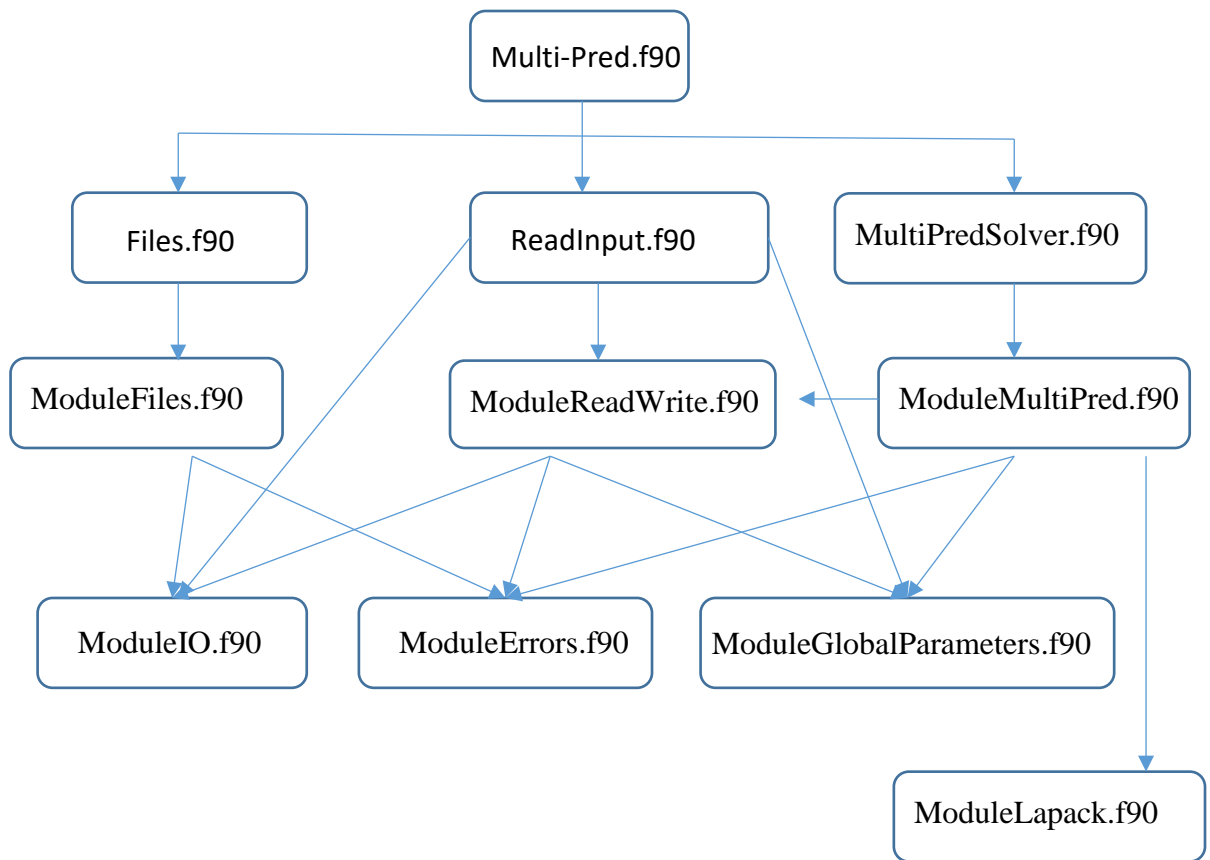 Multi-Pred.f90
Files.f90
ReadInput.f90
MultiPredSolver.f90
ModuleFiles.f90
ModuleReadWrite.f90
ModuleMultiPred.f90
ModuleIO.f90
ModuleErrors.f90
ModuleGlobalParameters.f90
ModuleLapack.f90